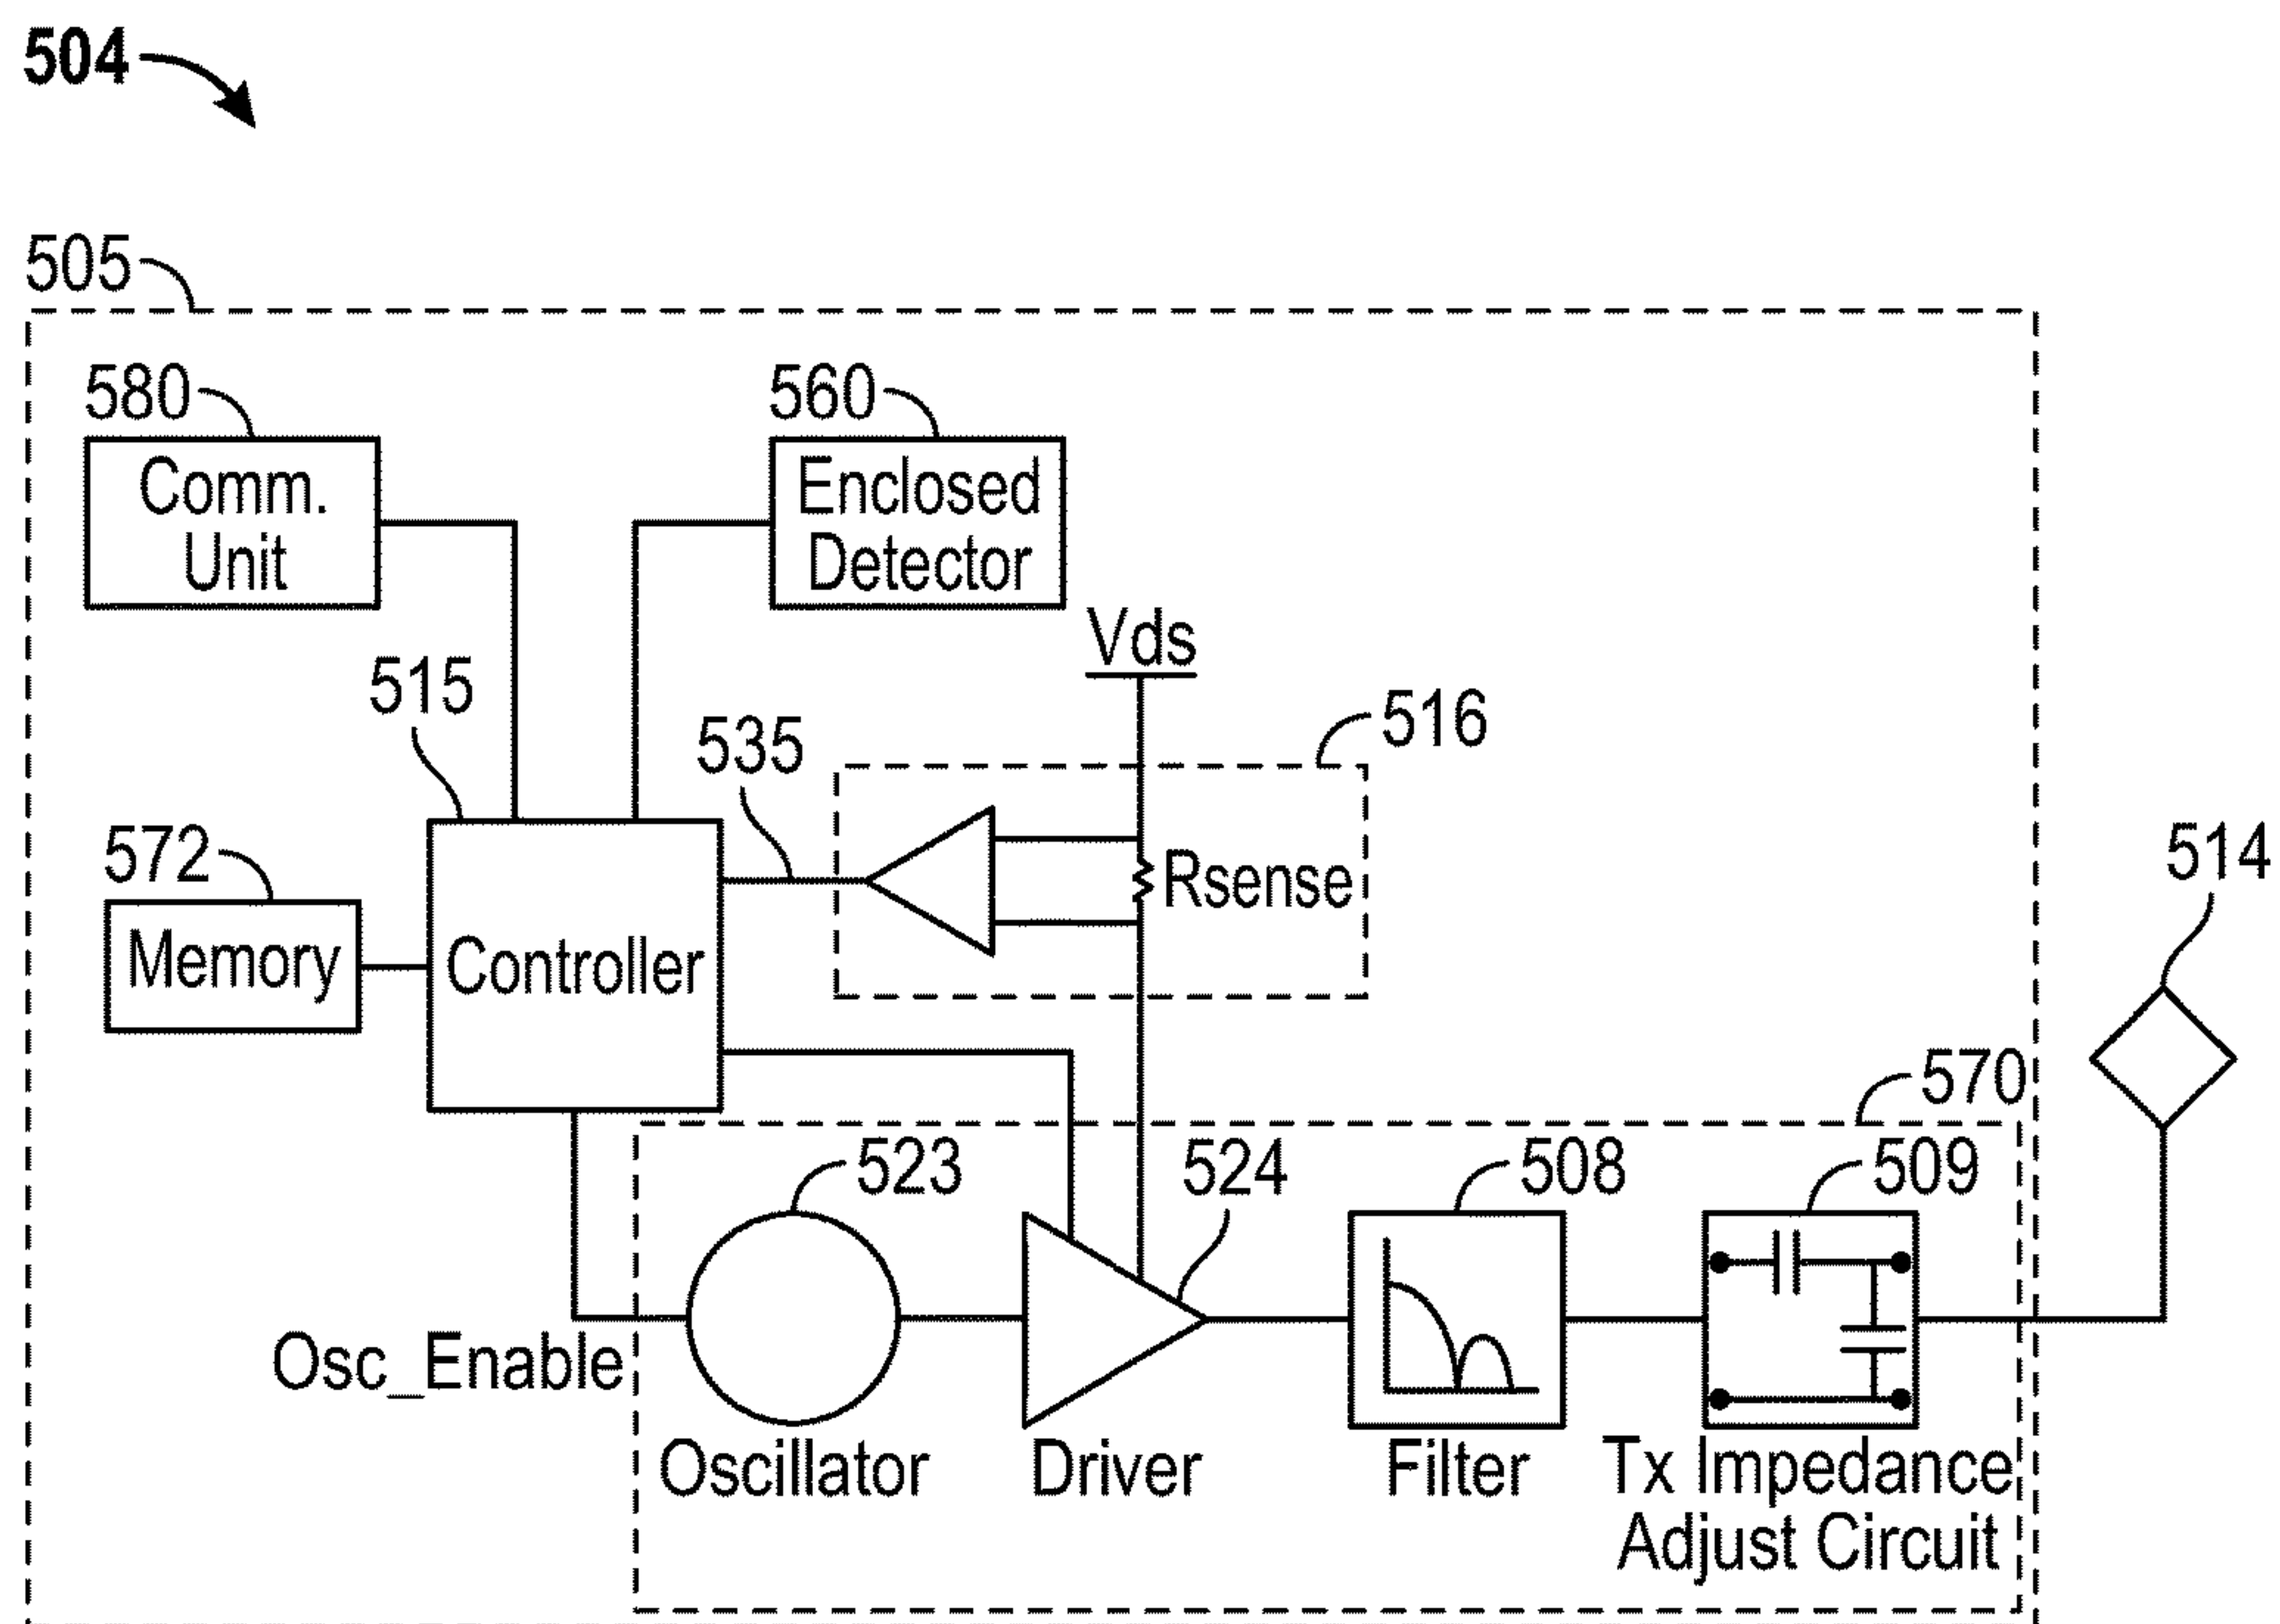 504
505
580
560
Comm.
Unit
Enclosed
Detector
Vds
515
535
516
572
514
Memory
Controller
Rsense
570
523
524
508
509
Osc_Enable
Oscillator
Driver
Filter
Tx Impedance
Adjust Circuit